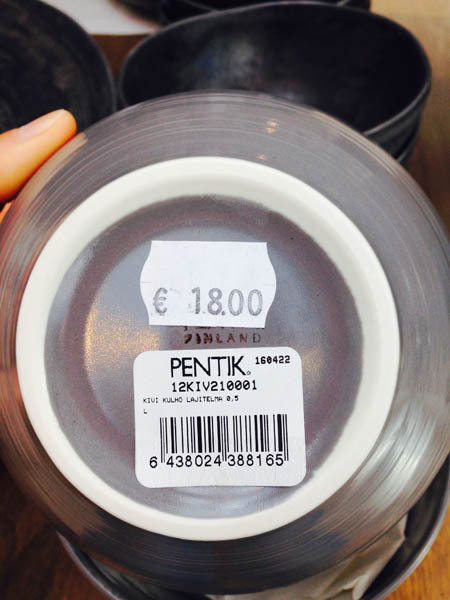 € 18.00
FINLAND
PENTIK® 160422
12KIV210001
KIVI KULHO LAJITELMA 0,5
L
6 438024 388165